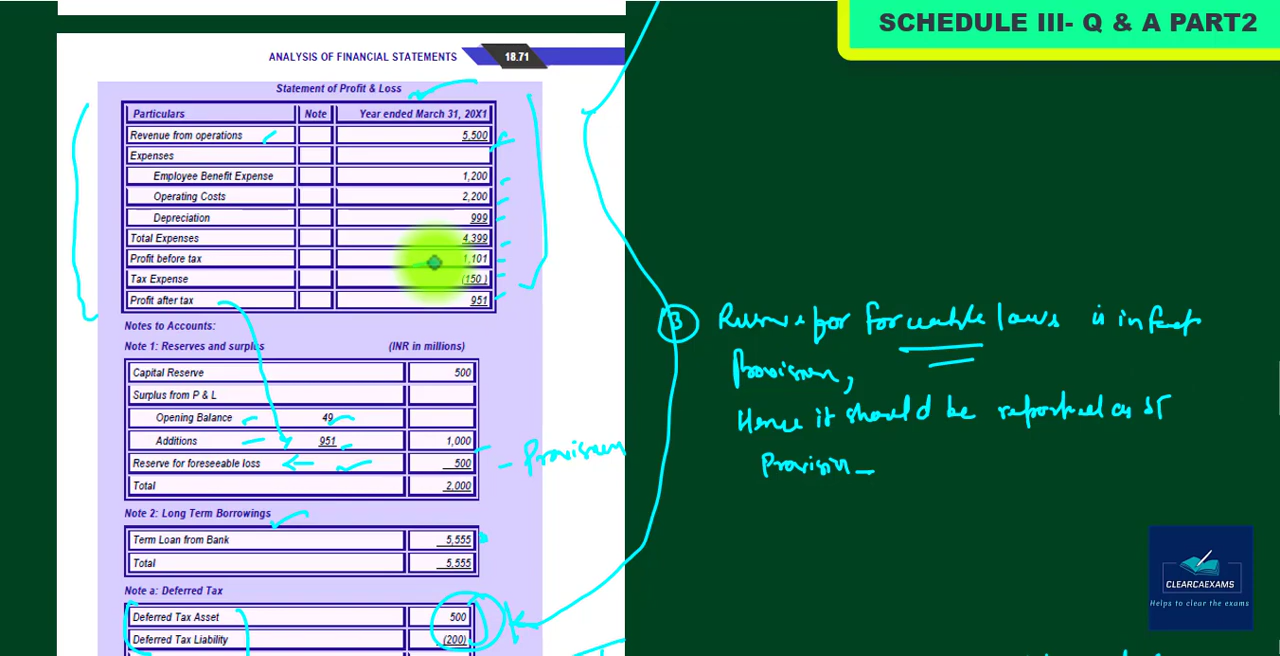 SCHEDULE III- Q & A PART2
ANALYSIS OF FINANCIAL STATEMENTS 18.71
Statement of Profit & Loss
Particulars Note Year ended March 31, 20X1
Revenue from operations 5,500
Expenses
Employee Benefit Expense 1,200
Operating Costs 2,200
Depreciation 999
Total Expenses 4,399
Profit before tax 1,101
Tax Expense (150 )
Profit after tax 951
Notes to Accounts:
Note 1: Reserves and surplus (INR in millions)
Capital Reserve 500
Surplus from P & L
Opening Balance 49
Additions 951 1,000
Reserve for foreseeable loss 500
Total 2,000
- Provision
Note 2: Long Term Borrowings
Term Loan from Bank 5,555
Total 5,555
Note a: Deferred Tax
Deferred Tax Asset 500
Deferred Tax Liability (200)
3 for is in fact
Provision,
Hence it should be reported as ST
Provision
CLEARCAEXAMS
Helps to clear the exams